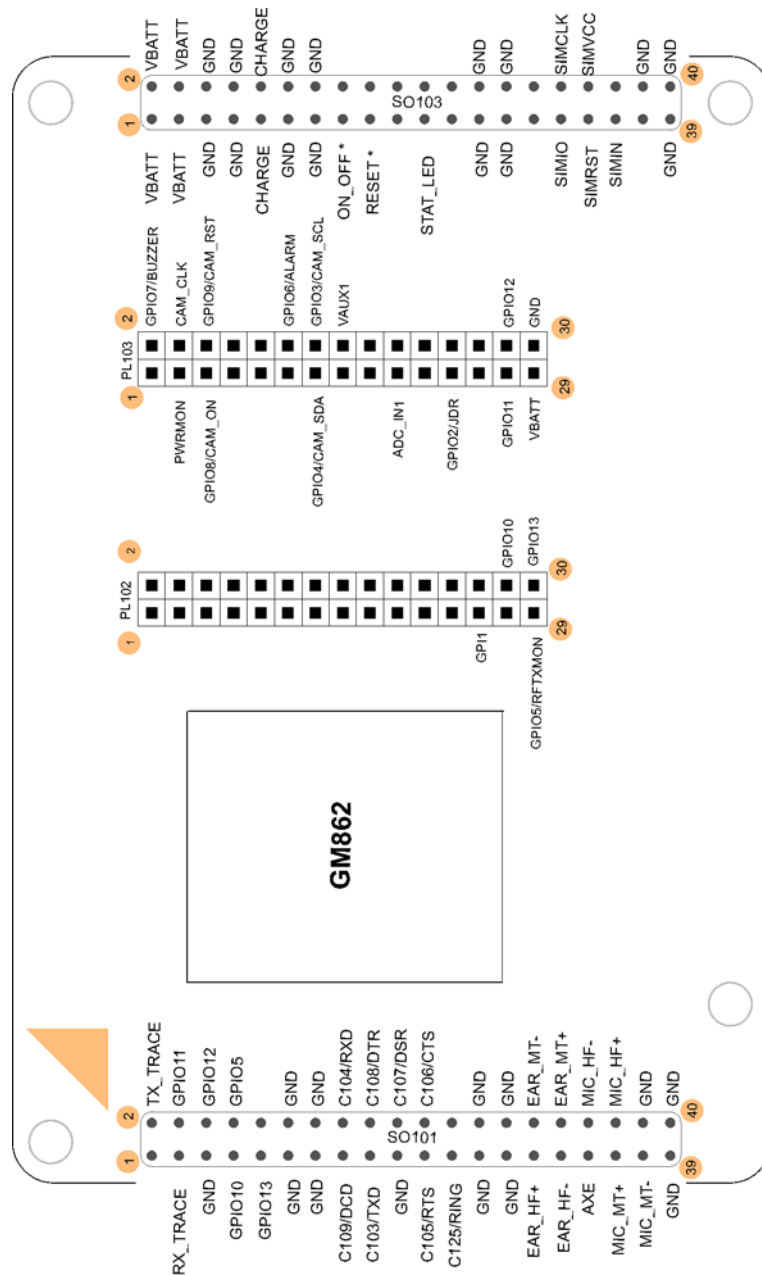 VBATT
VBATT
GND
GND
CHARGE
GND
GND
GND
GND
SIMCLK
SIMVCC
GND
GND
2
40
SO103
1
39
VBATT
VBATT
GND
GND
CHARGE
GND
GND
ON_OFF *
RESET *
STAT_LED
GND
GND
SIMIO
SIMRST
SIMIN
GND
GPIO7/BUZZER
CAM_CLK
GPIO9/CAM_RST
GPIO6/ALARM
GPIO3/CAM_SCL
VAUX1
GPIO12
GND
2
30
PL103
1
29
PWRMON
GPIO8/CAM_ON
GPIO4/CAM_SDA
ADC_IN1
GPIO2/JDR
GPIO11
VBATT
2
GPIO10
GPIO13
30
PL102
1
29
GPI1
GPIO5/RFTXMON
GM862
TX_TRACE
GPIO11
GPIO12
GPIO5
GND
GND
C104/RXD
C108/DTR
C107/DSR
C106/CTS
GND
GND
EAR_MT-
EAR_MT+
MIC_HF-
MIC_HF+
GND
GND
2
40
SO101
1
39
RX_TRACE
GND
GPIO10
GPIO13
GND
GND
C109/DCD
C103/TXD
GND
C105/RTS
C125/RING
GND
GND
EAR_HF+
EAR_HF-
AXE
MIC_MT+
MIC_MT-
GND